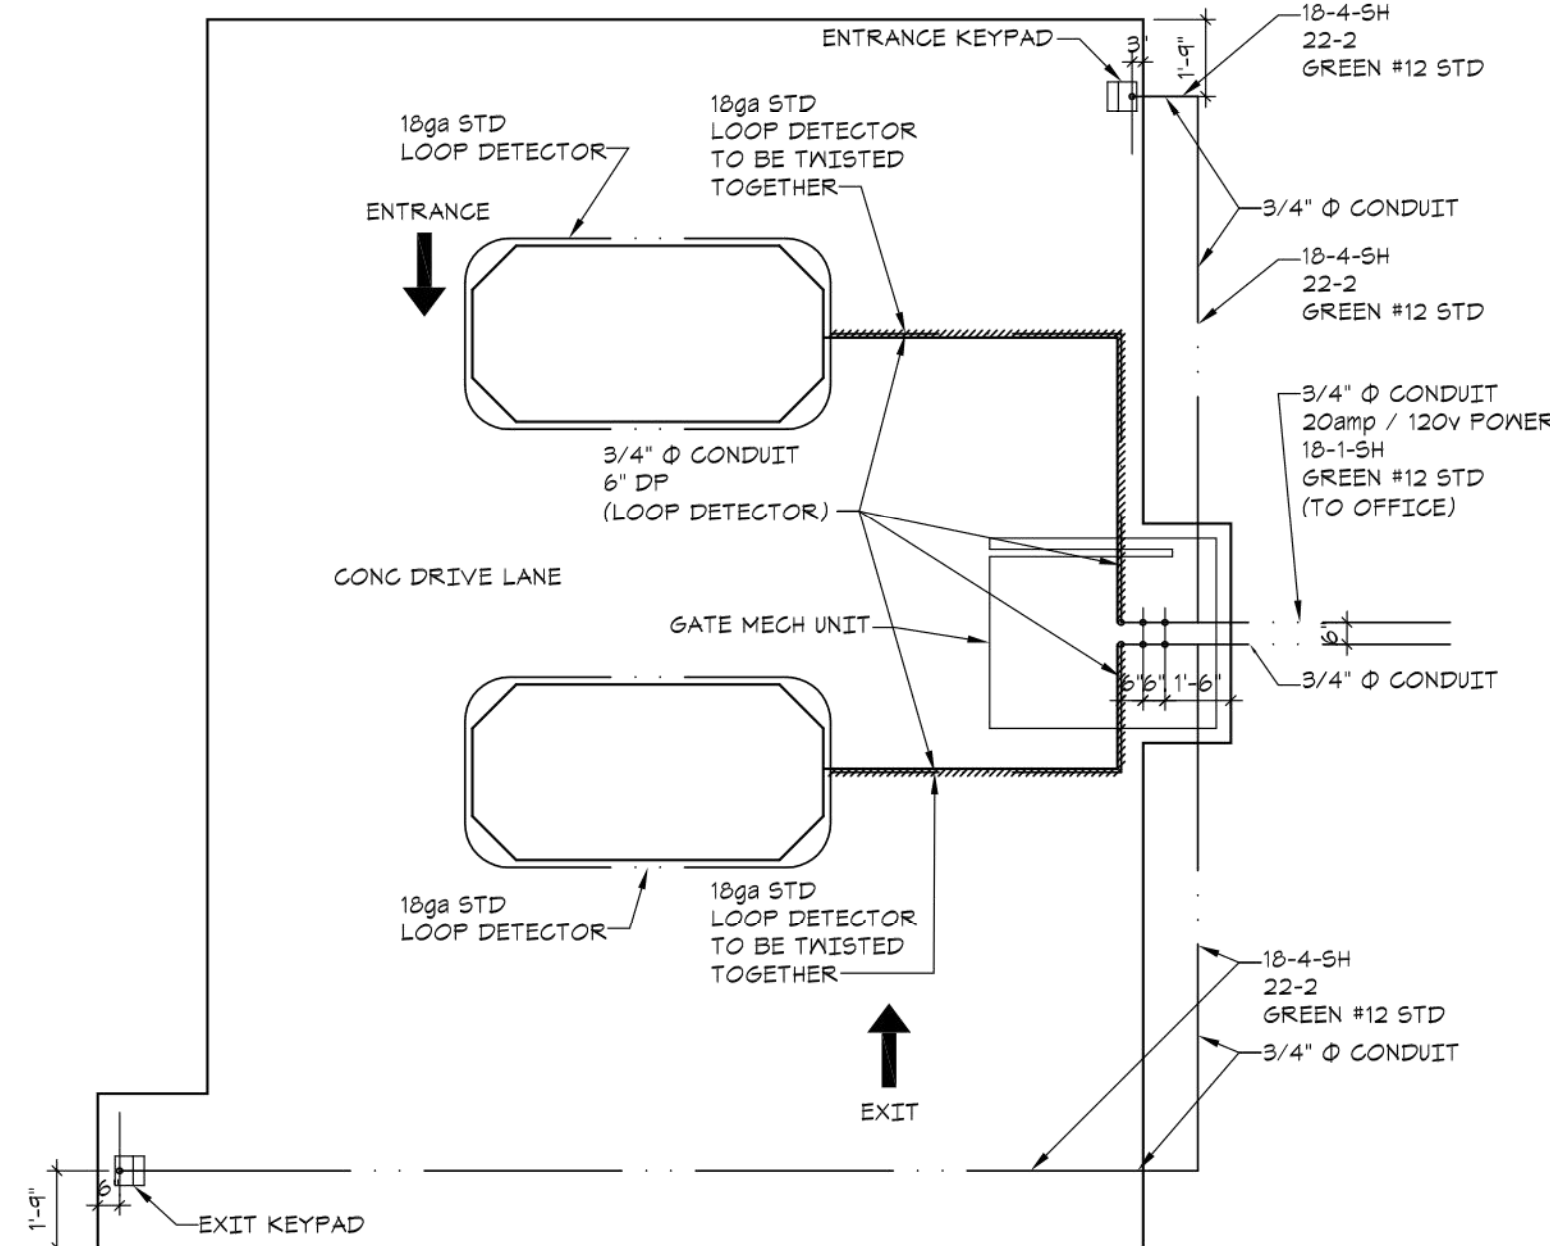 18-4-SH
22-2
GREEN #12 STD
ENTRANCE KEYPAD
3"
1'-9"
18ga STD
LOOP DETECTOR
18ga STD
LOOP DETECTOR
TO BE TWISTED
TOGETHER
ENTRANCE
3/4" Φ CONDUIT
18-4-SH
22-2
GREEN #12 STD
3/4" Φ CONDUIT
20amp / 120v POWER
18-1-SH
GREEN #12 STD
(TO OFFICE)
3/4" Φ CONDUIT
6" DP
(LOOP DETECTOR)
CONC DRIVE LANE
GATE MECH UNIT
6"
6"
6"
1'-6"
3/4" Φ CONDUIT
18ga STD
LOOP DETECTOR
18ga STD
LOOP DETECTOR
TO BE TWISTED
TOGETHER
18-4-SH
22-2
GREEN #12 STD
3/4" Φ CONDUIT
EXIT
6"
1'-9"
EXIT KEYPAD